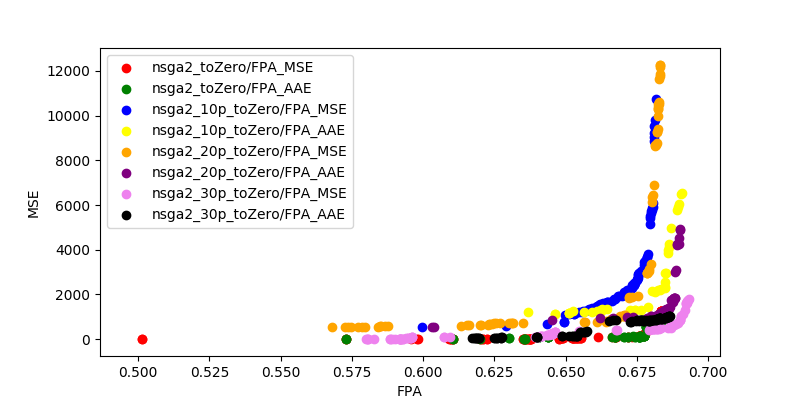 nsga2_toZero/FPA_MSE
nsga2_toZero/FPA_AAE
nsga2_10p_toZero/FPA_MSE
nsga2_10p_toZero/FPA_AAE
nsga2_20p_toZero/FPA_MSE
nsga2_20p_toZero/FPA_AAE
nsga2_30p_toZero/FPA_MSE
nsga2_30p_toZero/FPA_AAE
12000
10000
8000
6000
4000
2000
0
MSE
0.500 0.525 0.550 0.575 0.600 0.625 0.650 0.675 0.700
FPA